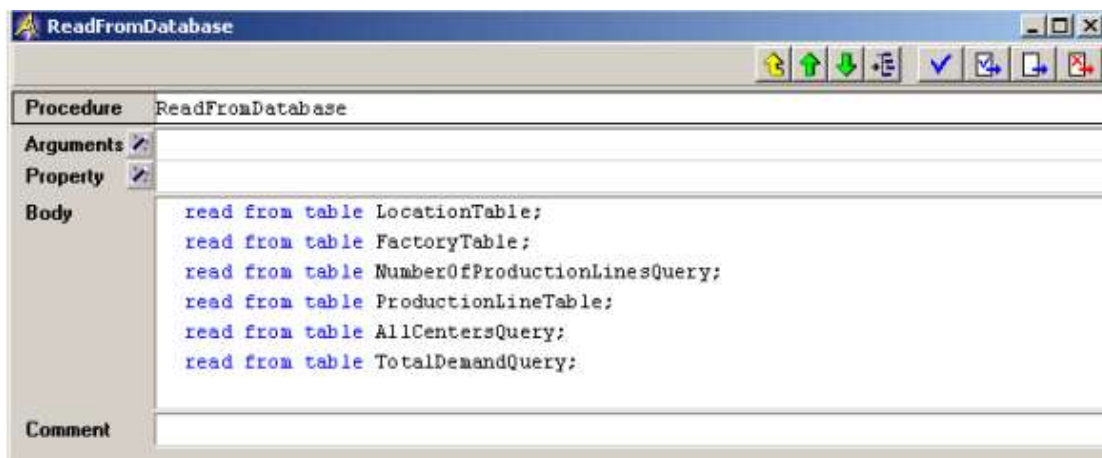 ReadFromDatabase
Procedure ReadFromDatabase
Arguments
Property
Body read from table LocationTable;
read from table FactoryTable;
read from table NumberOfProductionLinesQuery;
read from table ProductionLineTable;
read from table AllCentersQuery;
read from table TotalDemandQuery;
Comment